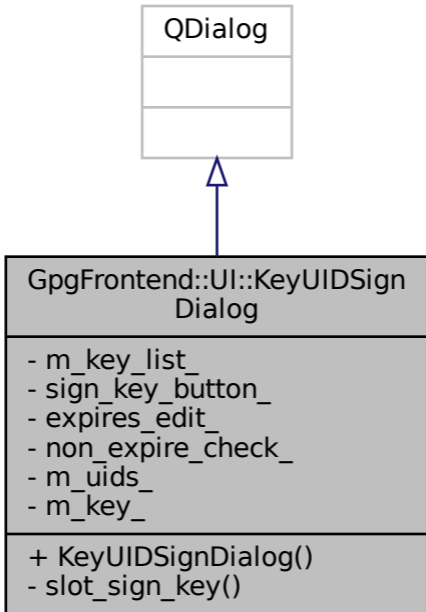 QDialog
GpgFrontend::UI::KeyUIDSign
Dialog
- m_key_list_
- sign_key_button_
- expires_edit_
- non_expire_check_
- m_uids_
- m_key_
+ KeyUIDSignDialog()
- slot_sign_key()